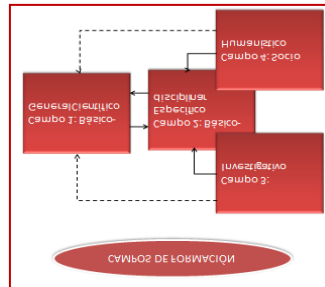 CAMPOS DE FORMACIÓN
Campo 3:
Investigativo
Campo 1: Básico-
GeneralCientífico
Campo 2: Básico-
Específico
disciplinar
Campo 4: Socio
Humanístico